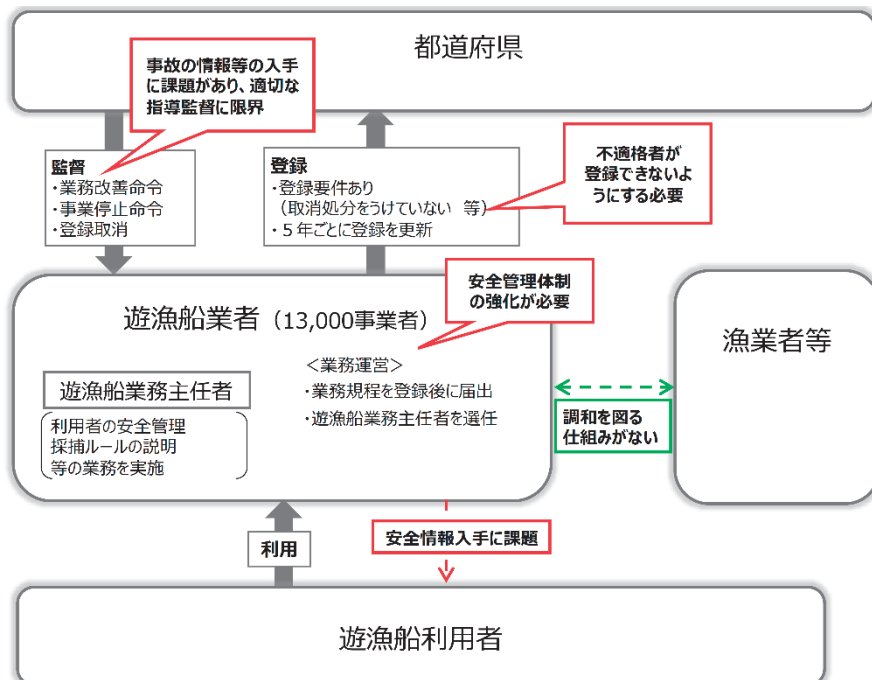 都道府県
事故の情報等の入手
に課題があり、適切な
指導監督に限界
監督
・業務改善命令
・事業停止命令
・登録取消
登録
・登録要件あり
（取消処分をうけていない 等）
・５年ごとに登録を更新
不適格者が
登録できないよ
うにする必要
安全管理体制
の強化が必要
遊漁船業者（13,000事業者）
遊漁船業務主任者
利用者の安全管理
採捕ルールの説明
等の業務を実施
＜業務運営＞
・業務規程を登録後に届出
・遊漁船業務主任者を選任
漁業者等
調和を図る
仕組みがない
利用
安全情報入手に課題
遊漁船利用者